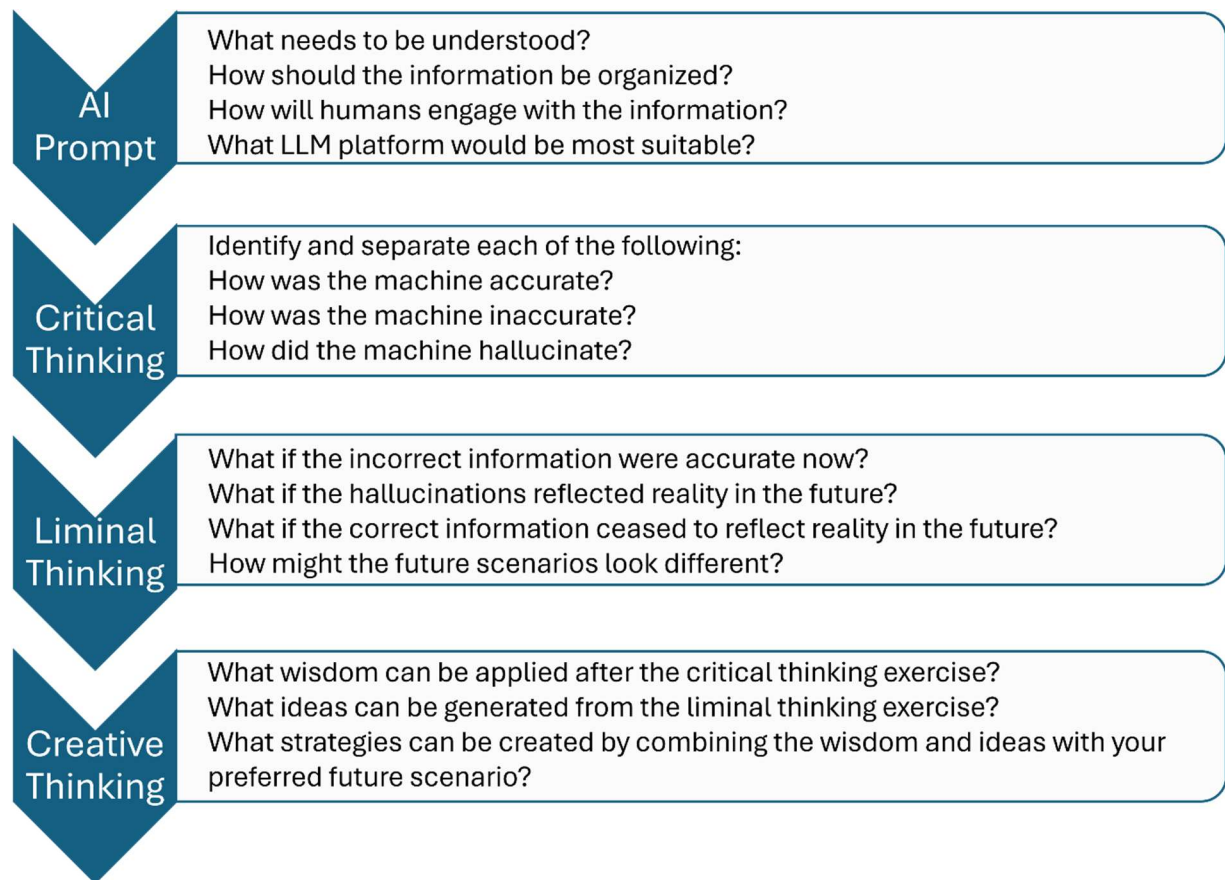 AI
Prompt
What needs to be understood?
How should the information be organized?
How will humans engage with the information?
What LLM platform would be most suitable?
Critical
Thinking
Identify and separate each of the following:
How was the machine accurate?
How was the machine inaccurate?
How did the machine hallucinate?
Liminal
Thinking
What if the incorrect information were accurate now?
What if the hallucinations reflected reality in the future?
What if the correct information ceased to reflect reality in the future?
How might the future scenarios look different?
Creative
Thinking
What wisdom can be applied after the critical thinking exercise?
What ideas can be generated from the liminal thinking exercise?
What strategies can be created by combining the wisdom and ideas with your
preferred future scenario?